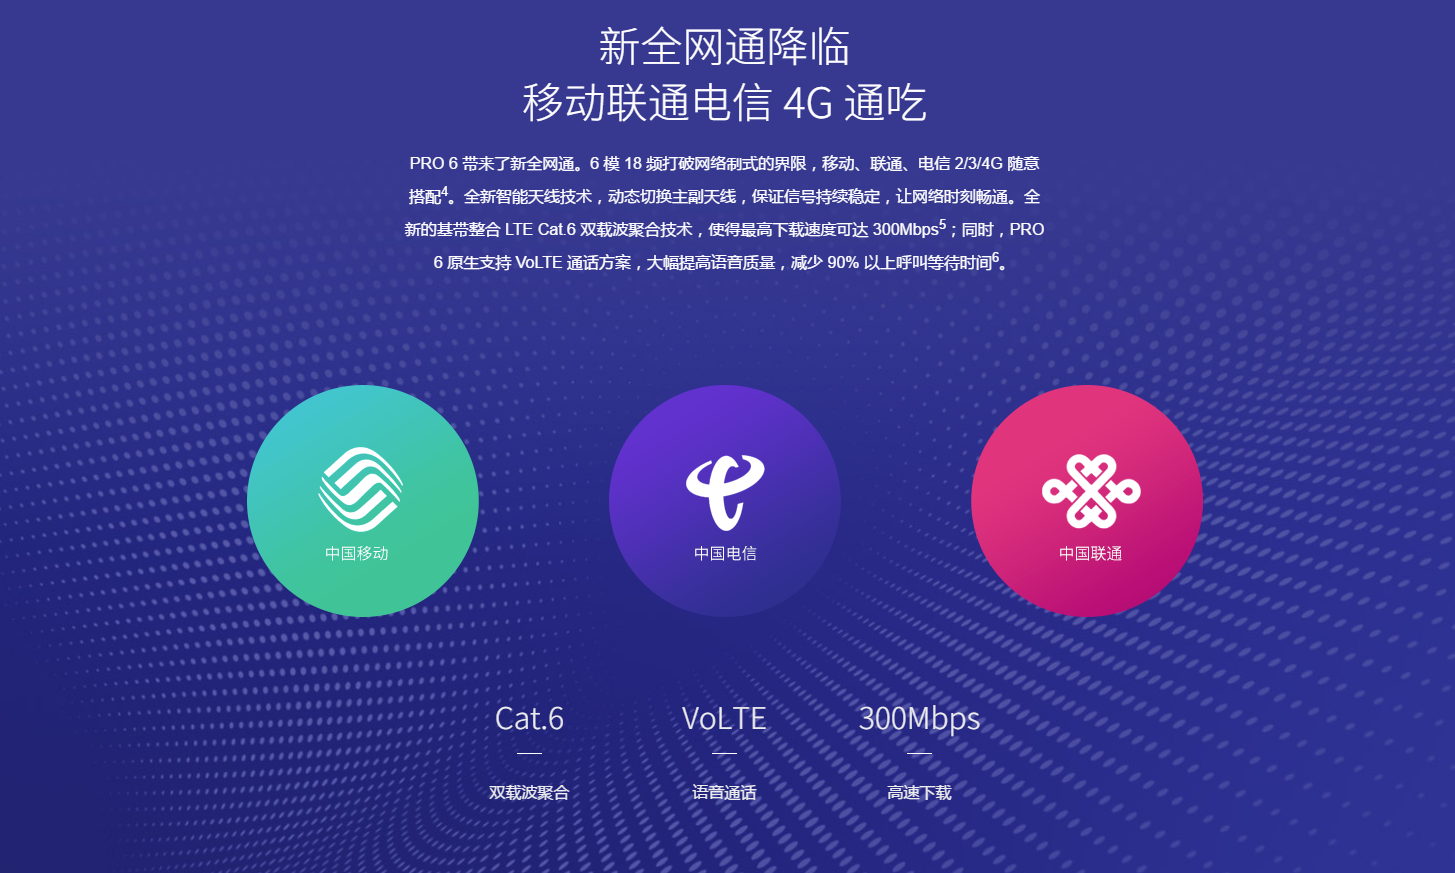 新全网通降临
移动联通电信 4G 通吃
PRO 6 带来了新全网通。6 模 18 频打破网络制式的界限，移动、联通、电信 2/3/4G 随意
搭配4。全新智能天线技术，动态切换主副天线，保证信号持续稳定，让网络时刻畅通。全
新的基带整合 LTE Cat.6 双载波聚合技术，使得最高下载速度可达 300Mbps5；同时，PRO
6 原生支持 VoLTE 通话方案，大幅提高语音质量，减少 90% 以上呼叫等待时间6。
中国移动
中国电信
中国联通
Cat.6
VoLTE
300Mbps
双载波聚合
语音通话
高速下载